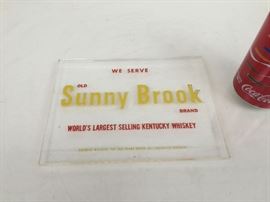 WE SERVE
OLD
Sunny Brook
BRAND
WORLD'S LARGEST SELLING KENTUCKY WHISKEY
Coca-Cola